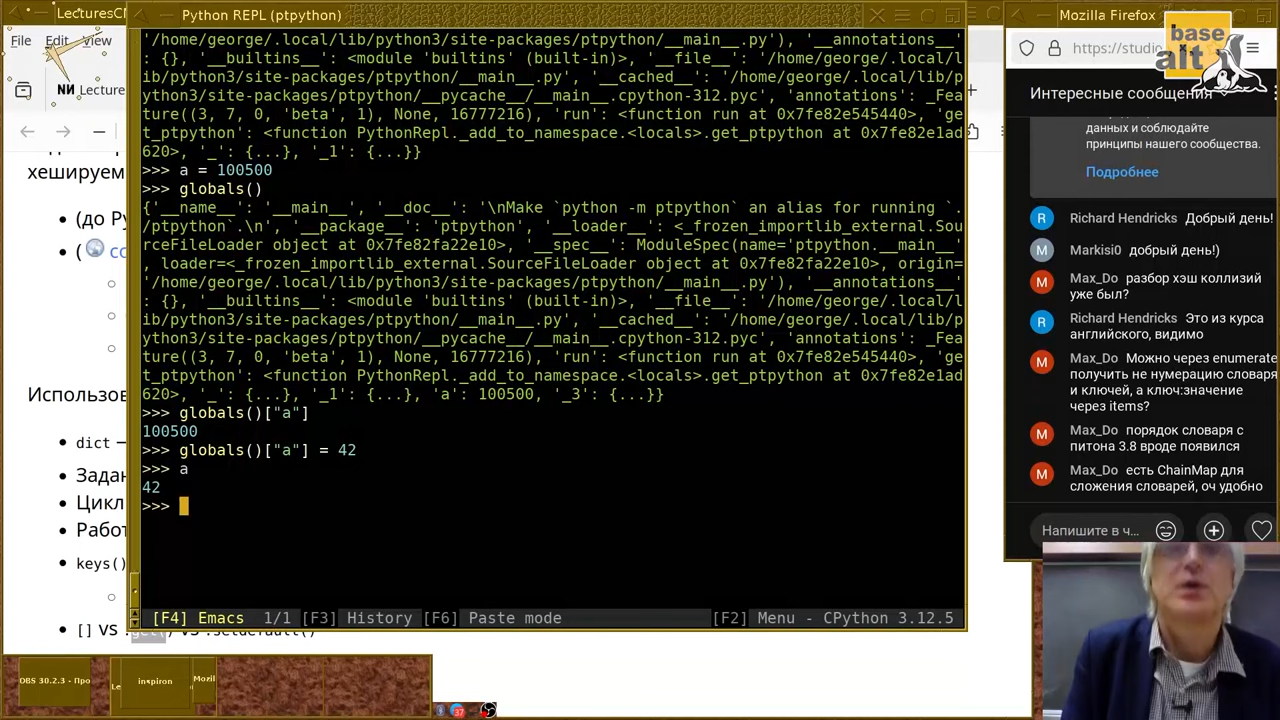 LecturesCM
Python REPL (ptpython)
Mozilla Firefox
File Edit View
https://studio
base
alt
NИ Lecture
Интересные сообщения
хешируем
(до Ру
данных и соблюдайте
принципы нашего сообщества.
Подробнее
Использов
dict —
Задан
Цикл
Работ
keys()
[] vs .get() vs .setdefault()
'/home/george/.local/lib/python3/site-packages/ptpython/__main__.py'), '__annotations__'
: {}, '__builtins__': <module 'builtins' (built-in)>, '__file__': '/home/george/.local/l
ib/python3/site-packages/ptpython/__main__.py', '__cached__': '/home/george/.local/lib/p
ython3/site-packages/ptpython/__pycache__/__main__.cpython-312.pyc', 'annotations': _Fea
ture((3, 7, 0, 'beta', 1), None, 16777216), 'run': <function run at 0x7fe82e545440>, 'ge
t_ptpython': <function PythonRepl._add_to_namespace.<locals>.get_ptpython at 0x7fe82e1ad
620>, '_': {...}, '_1': {...}}
>>> a = 100500
>>> globals()
{'__name__': '__main__', '__doc__': '\nMake `python -m ptpython` an alias for running `.
/ptpython`.\n', '__package__': 'ptpython', '__loader__': <_frozen_importlib_external.Sou
rceFileLoader object at 0x7fe82fa22e10>, '__spec__': ModuleSpec(name='ptpython.__main__'
, loader=<_frozen_importlib_external.SourceFileLoader object at 0x7fe82fa22e10>, origin=
'/home/george/.local/lib/python3/site-packages/ptpython/__main__.py'), '__annotations__'
: {}, '__builtins__': <module 'builtins' (built-in)>, '__file__': '/home/george/.local/l
ib/python3/site-packages/ptpython/__main__.py', '__cached__': '/home/george/.local/lib/p
ython3/site-packages/ptpython/__pycache__/__main__.cpython-312.pyc', 'annotations': _Fea
ture((3, 7, 0, 'beta', 1), None, 16777216), 'run': <function run at 0x7fe82e545440>, 'ge
t_ptpython': <function PythonRepl._add_to_namespace.<locals>.get_ptpython at 0x7fe82e1ad
620>, '_': {...}, '_1': {...}, 'a': 100500, '_3': {...}}
>>> globals()["a"]
100500
>>> globals()["a"] = 42
>>> a
42
>>>
[F4] Emacs 1/1 [F3] History [F6] Paste mode [F2] Menu - CPython 3.12.5
Richard Hendricks Добрый день!
Markisi0 добрый день!)
Max_Do разбор хэш коллизий
уже был?
Richard Hendricks Это из курса
английского, видимо
Max_Do Можно через enumerate
получить не нумерацию словаря
и ключей, а ключ:значение
через items?
Max_Do порядок словаря с
питона 3.8 вроде появился
Max_Do есть ChainMap для
сложения словарей, оч удобно
Напишите в ч...
OBS 30.2.3 - Про
Le
inspiron
Mozil
37